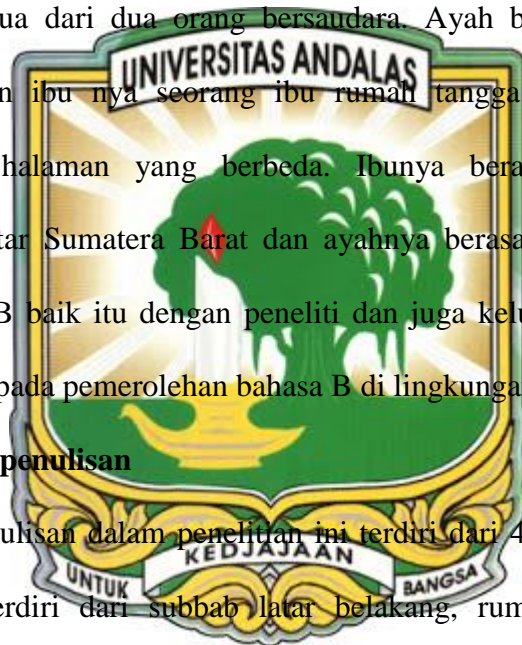 ua dari dua orang bersaudara. Ayah b
UNIVERSITAS ANDALAS
n ibu nya seorang ibu rumah tangga
halaman yang berbeda. Ibunya bera
tar Sumatera Barat dan ayahnya berasa
B baik itu dengan peneliti dan juga kelu
pada pemerolehan bahasa B di lingkunga
penulisan
ulisan dalam penelitian ini terdiri dari 4
KEDJAJAAN
UNTUK BANGSA
erdiri dari subbab latar belakang, rum